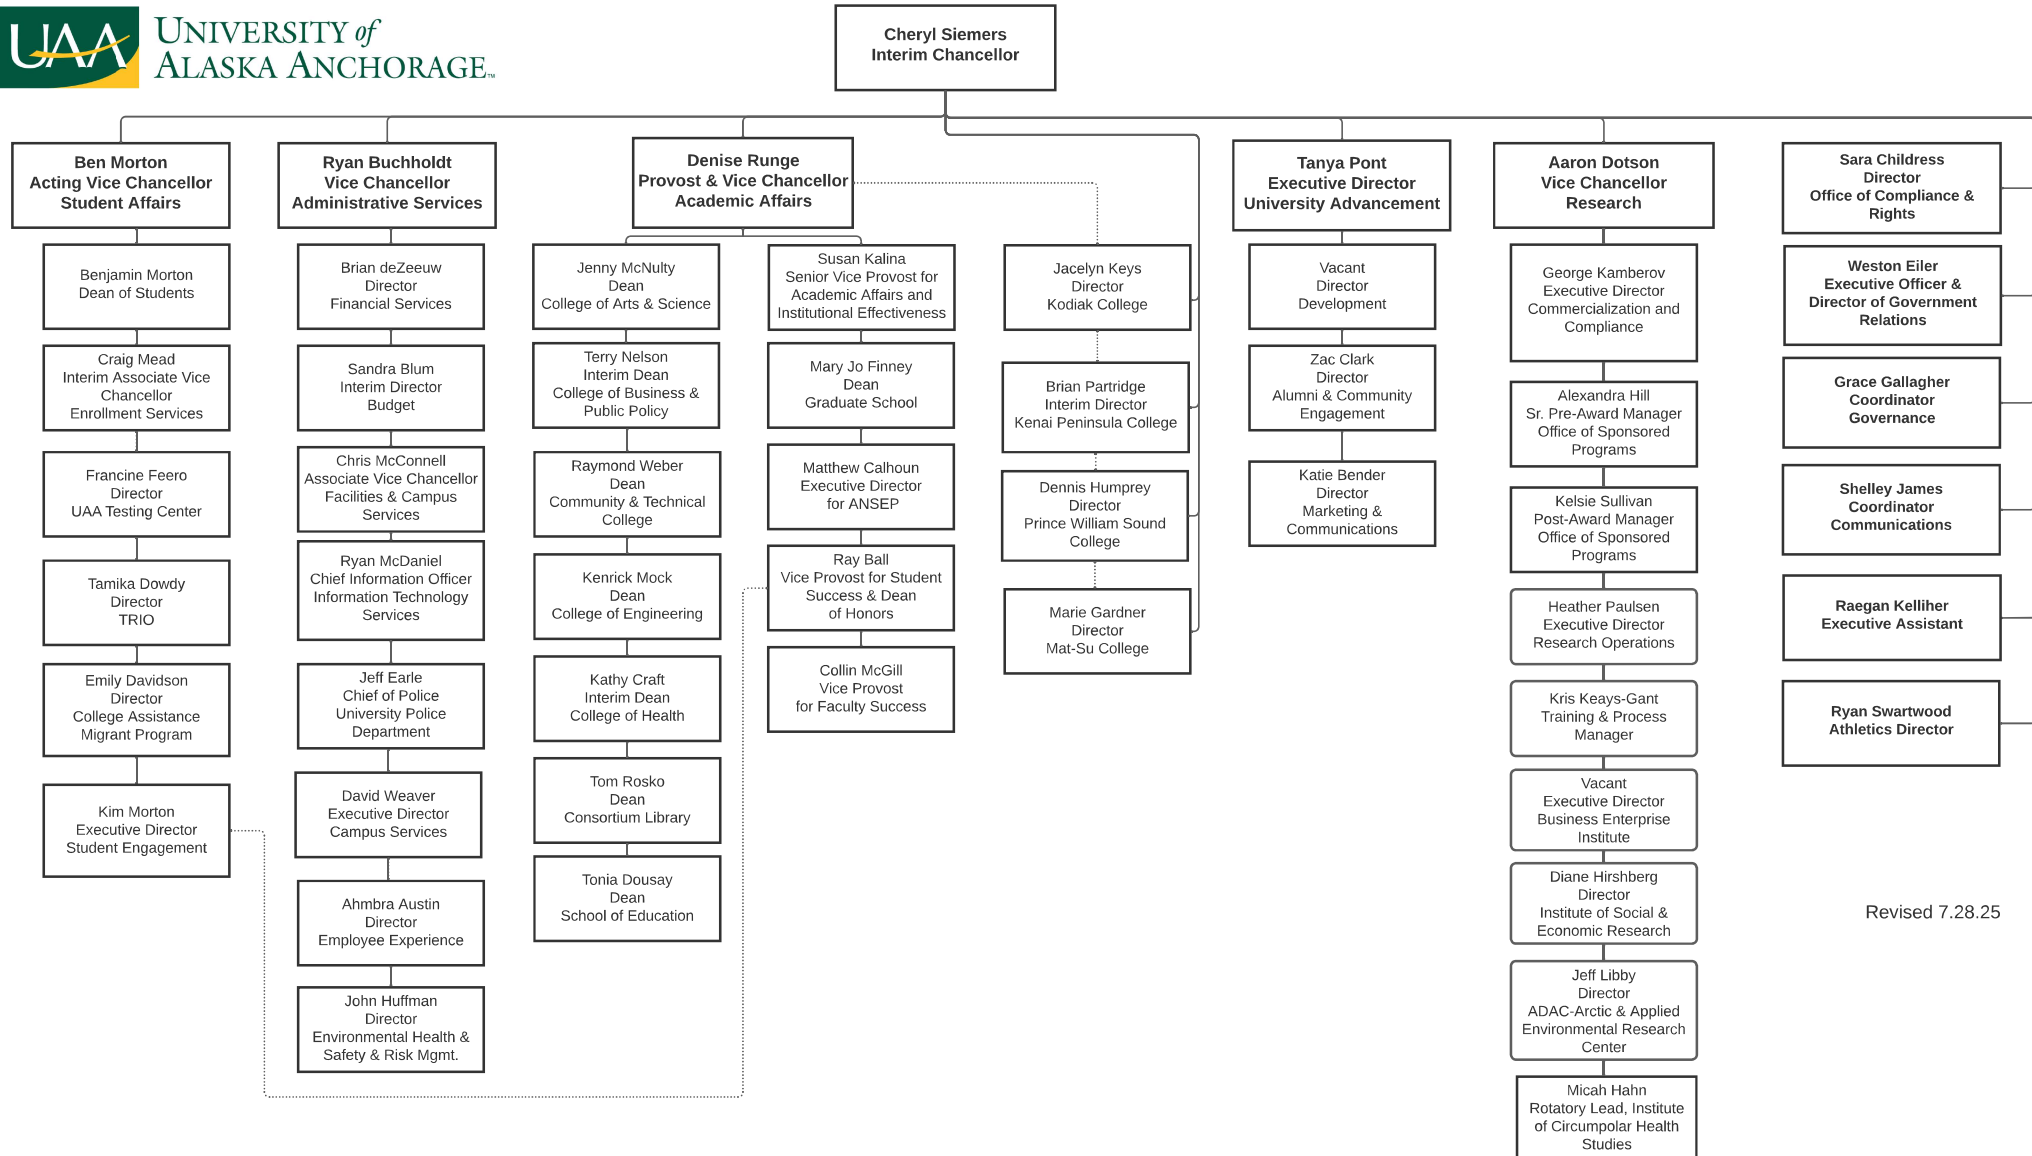 UAA
UNIVERSITY of
ALASKA ANCHORAGE™
Cheryl Siemers
Interim Chancellor
Ben Morton
Acting Vice Chancellor
Student Affairs
Benjamin Morton
Dean of Students
Craig Mead
Interim Associate Vice
Chancellor
Enrollment Services
Francine Feero
Director
UAA Testing Center
Tamika Dowdy
Director
TRIO
Emily Davidson
Director
College Assistance
Migrant Program
Kim Morton
Executive Director
Student Engagement
Ryan Buchholdt
Vice Chancellor
Administrative Services
Brian deZeeuw
Director
Financial Services
Sandra Blum
Interim Director
Budget
Chris McConnell
Associate Vice Chancellor
Facilities & Campus
Services
Ryan McDaniel
Chief Information Officer
Information Technology
Services
Jeff Earle
Chief of Police
University Police
Department
David Weaver
Executive Director
Campus Services
Ahmbra Austin
Director
Employee Experience
John Huffman
Director
Environmental Health &
Safety & Risk Mgmt.
Denise Runge
Provost & Vice Chancellor
Academic Affairs
Jenny McNulty
Dean
College of Arts & Science
Terry Nelson
Interim Dean
College of Business &
Public Policy
Raymond Weber
Dean
Community & Technical
College
Kenrick Mock
Dean
College of Engineering
Kathy Craft
Interim Dean
College of Health
Tom Rosko
Dean
Consortium Library
Tonia Dousay
Dean
School of Education
Susan Kalina
Senior Vice Provost for
Academic Affairs and
Institutional Effectiveness
Mary Jo Finney
Dean
Graduate School
Matthew Calhoun
Executive Director
for ANSEP
Ray Ball
Vice Provost for Student
Success & Dean
of Honors
Collin McGill
Vice Provost
for Faculty Success
Jacelyn Keys
Director
Kodiak College
Brian Partridge
Interim Director
Kenai Peninsula College
Dennis Humprey
Director
Prince William Sound
College
Marie Gardner
Director
Mat-Su College
Tanya Pont
Executive Director
University Advancement
Vacant
Director
Development
Zac Clark
Director
Alumni & Community
Engagement
Katie Bender
Director
Marketing &
Communications
Aaron Dotson
Vice Chancellor
Research
George Kamberov
Executive Director
Commercialization and
Compliance
Alexandra Hill
Sr. Pre-Award Manager
Office of Sponsored
Programs
Kelsie Sullivan
Post-Award Manager
Office of Sponsored
Programs
Heather Paulsen
Executive Director
Research Operations
Kris Keays-Gant
Training & Process
Manager
Vacant
Executive Director
Business Enterprise
Institute
Diane Hirshberg
Director
Institute of Social &
Economic Research
Jeff Libby
Director
ADAC-Arctic & Applied
Environmental Research
Center
Micah Hahn
Rotatory Lead, Institute
of Circumpolar Health
Studies
Sara Childress
Director
Office of Compliance &
Rights
Weston Eiler
Executive Officer &
Director of Government
Relations
Grace Gallagher
Coordinator
Governance
Shelley James
Coordinator
Communications
Raegan Kelliher
Executive Assistant
Ryan Swartwood
Athletics Director
Revised 7.28.25